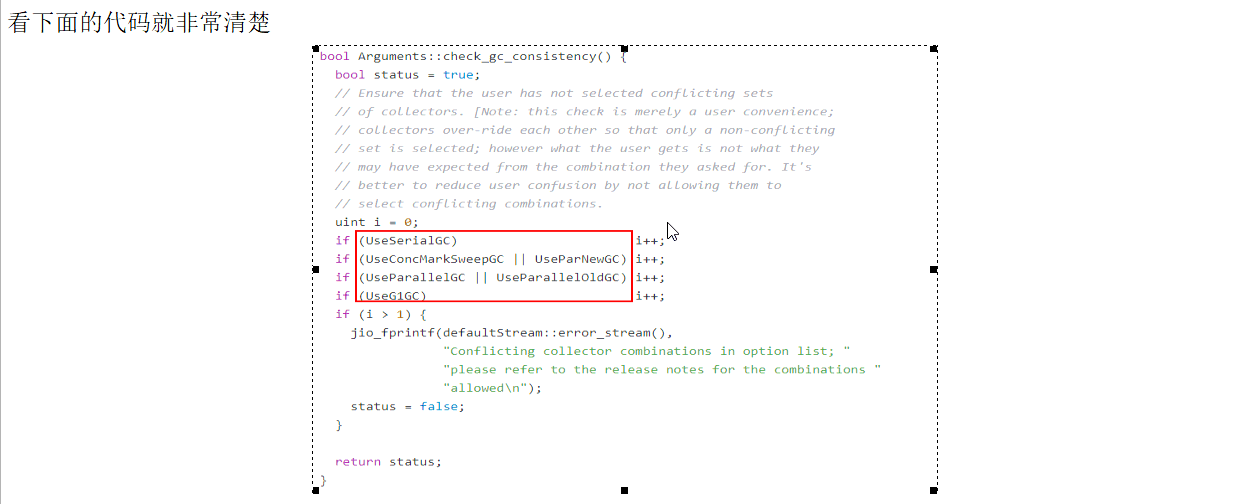 看下面的代码就非常清楚
bool Arguments::check_gc_consistency() {
  bool status = true;
  // Ensure that the user has not selected conflicting sets
  // of collectors. [Note: this check is merely a user convenience;
  // collectors over-ride each other so that only a non-conflicting
  // set is selected; however what the user gets is not what they
  // may have expected from the combination they asked for. It's
  // better to reduce user confusion by not allowing them to
  // select conflicting combinations.
  uint i = 0;
  if (UseSerialGC)                       i++;
  if (UseConcMarkSweepGC || UseParNewGC) i++;
  if (UseParallelGC || UseParallelOldGC) i++;
  if (UseG1GC)                           i++;
  if (i > 1) {
    jio_fprintf(defaultStream::error_stream(),
                "Conflicting collector combinations in option list; "
                "please refer to the release notes for the combinations "
                "allowed\n");
    status = false;
  }
  return status;
}